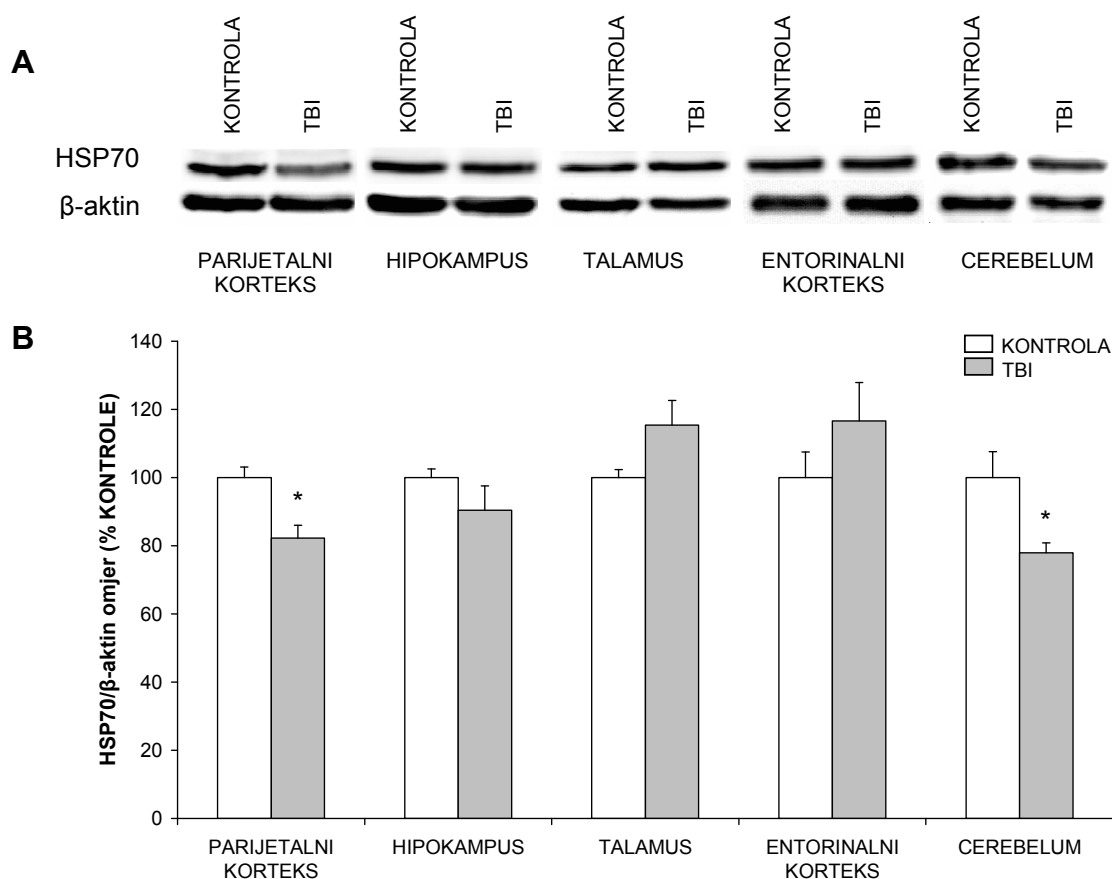 A
KONTROLA TBI KONTROLA TBI KONTROLA TBI KONTROLA TBI KONTROLA TBI
HSP70
β-aktin
PARIJETALNI KORTEKS
HIPOKAMPUS
TALAMUS
ENTORINALNI KORTEKS
CEREBELUM
B
HSP70/β-aktin omjer (% KONTROLE)
140
120
100
80
60
40
20
0
KONTROLA
TBI
*
*
PARIJETALNI
KORTEKS
HIPOKAMPUS
TALAMUS
ENTORINALNI
KORTEKS
CEREBELUM